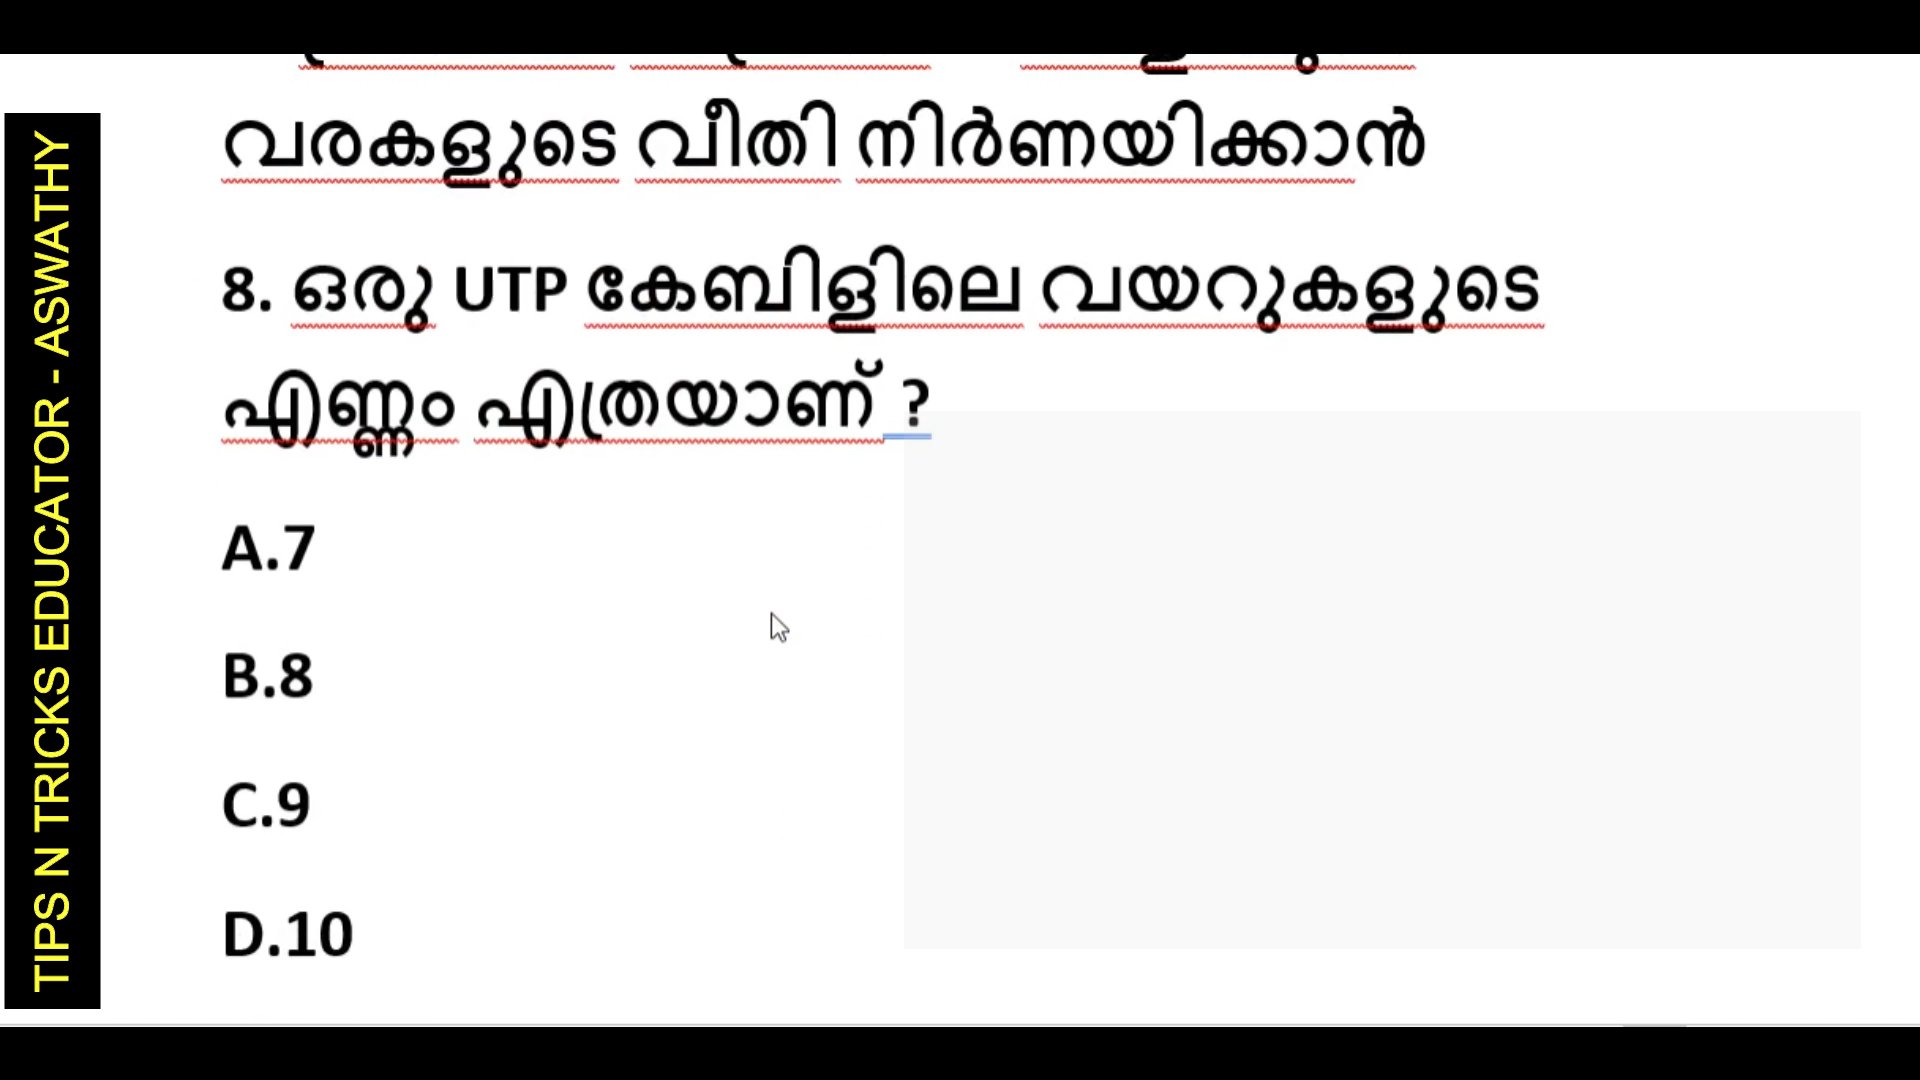 വരകളുടെ വീതി നിർണയിക്കാൻ
8. ഒരു UTP കേബിളിലെ വയറുകളുടെ
എണ്ണം എത്രയാണ് ?
A.7
B.8
C.9
D.10
TIPS N TRICKS EDUCATOR - ASWATHY